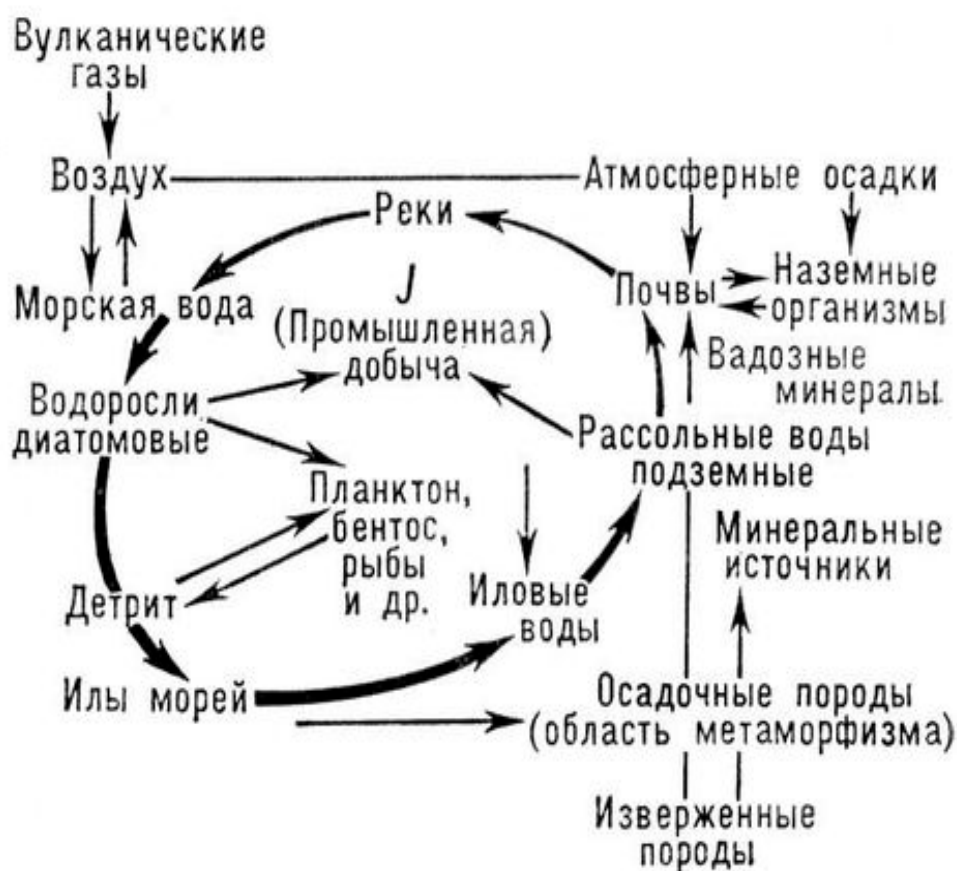 Вулканические
газы
Воздух
Атмосферные осадки
Реки
Почвы
Наземные
организмы
Морская вода
J
(Промышленная)
добыча
Вадозные
минералы
Водоросли
диатомовые
Рассольные воды
подземные
Планктон,
бентос,
рыбы
и др.
Минеральные
источники
Детрит
Иловые
воды
Илы морей
Осадочные породы
(область метаморфизма)
Изверженные
породы